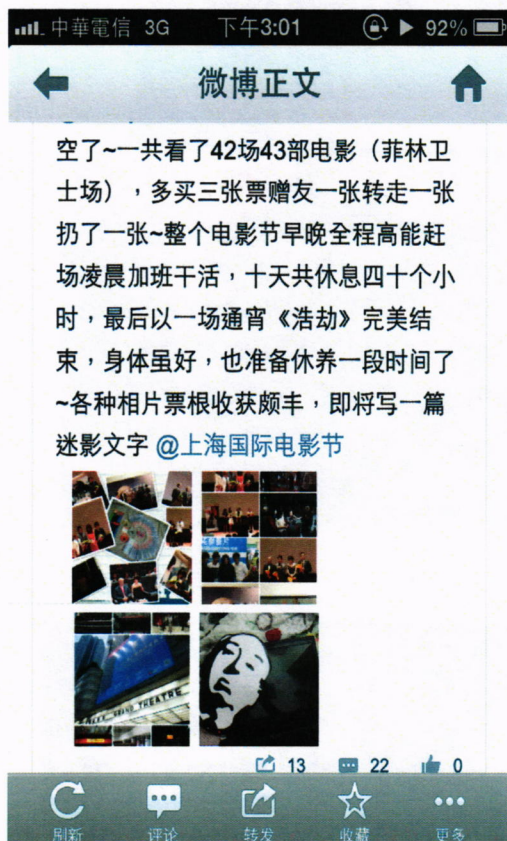 中華電信 3G 下午3:01 92%
微博正文
空了~一共看了42场43部电影（菲林卫
士场），多买三张票赠友一张转走一张
扔了一张~整个电影节早晚全程高能赶
场凌晨加班干活，十天共休息四十个小
时，最后以一场通宵《浩劫》完美结
束，身体虽好，也准备休养一段时间了
~各种相片票根收获颇丰，即将写一篇
迷影文字 @上海国际电影节
GRAND THEATRE
13 22 0
刷新 评论 转发 收藏 更多